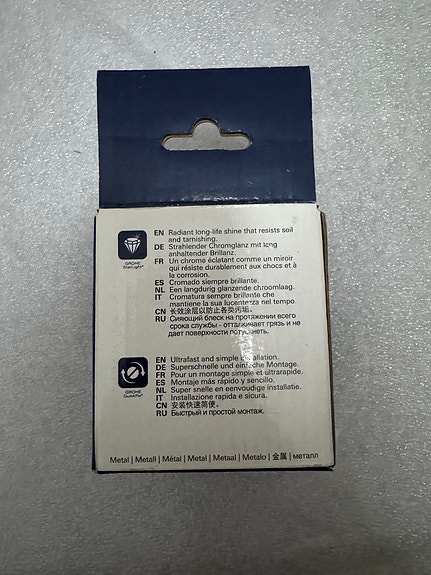 EN Radiant long-life shine that resists soil
and tarnishing.
DE Strahlender Chromglanz mit lang
anhaltender Brillanz.
FR Un chrome éclatant comme un miroir
qui résiste durablement aux chocs et à
la corrosion.
ES Cromado siempre brillante.
NL Een langdurig glanzende chroomlaag.
IT Cromatura sempre brillante che
mantiene la sua lucentezza nel tempo.
CN 长效涂层以防止各类污垢。
RU Сияющий блеск на протяжении всего
срока службы - отталкивает грязь и не
дает поверхности потускнеть.
GROHE
StarLight®
EN Ultrafast and simple installation.
DE Superschnelle und einfache Montage.
FR Pour un montage simple et ultrarapide.
ES Montaje más rápido y sencillo.
NL Super snelle en eenvoudige installatie.
IT Installazione rapida e sicura.
CN 安装快速简便。
RU Быстрый и простой монтаж.
GROHE
QuickFix®
Metal | Metall | Métal | Metal | Metaal | Metalo | 金属 | металл